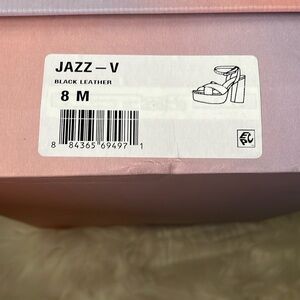 JAZZ – V
BLACK LEATHER
8 M
8 84365 69497 1